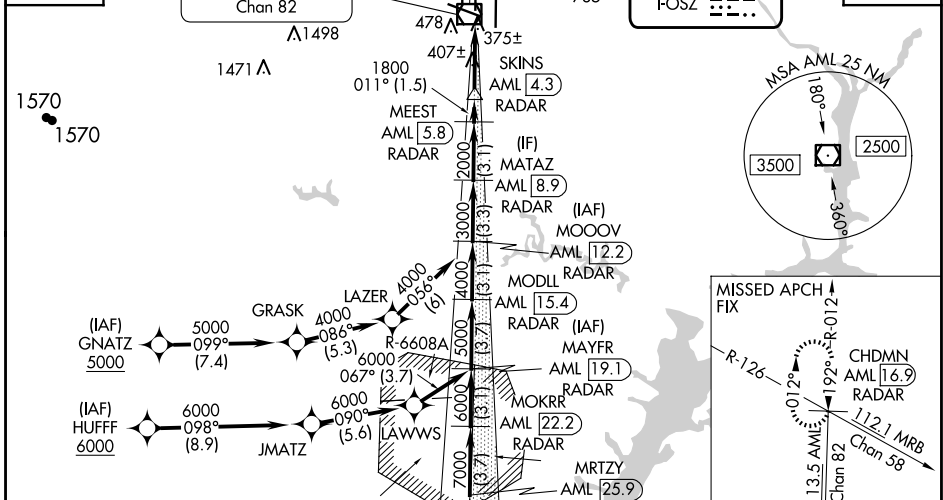 Chan 82
1498
1471
1570
1570
478
375±
407±
I-OSZ
SKINS
AML 4.3
RADAR
1800
011° (1.5)
MEEST
AML 5.8
RADAR
2000
(3.1)
(IF)
MATAZ
AML 8.9
RADAR
3000
(3.3)
(IAF)
MOOOV
AML 12.2
RADAR
4000
(3.1)
MODLL
AML 15.4
RADAR
5000
(3.7)
(IAF)
MAYFR
AML 19.1
RADAR
6000
(3.1)
MOKRR
AML 22.2
RADAR
7000
(3.7)
MRTZY
AML 25.9
(IAF)
GNATZ
5000
5000
099°
(7.4)
GRASK
4000
086°
(5.3)
LAZER
4000
056°
(6)
R-6608A
6000
067° (3.7)
(IAF)
HUFFF
6000
6000
098°
(8.9)
JMATZ
6000
090°
(5.6)
LAWWS
MSA AML 25 NM
180°
3500
2500
360°
MISSED APCH
FIX
R-012
R-126
012°
192°
CHDMN
AML 16.9
RADAR
112.1 MRB
Chan 58
13.5 AML
Chan 82